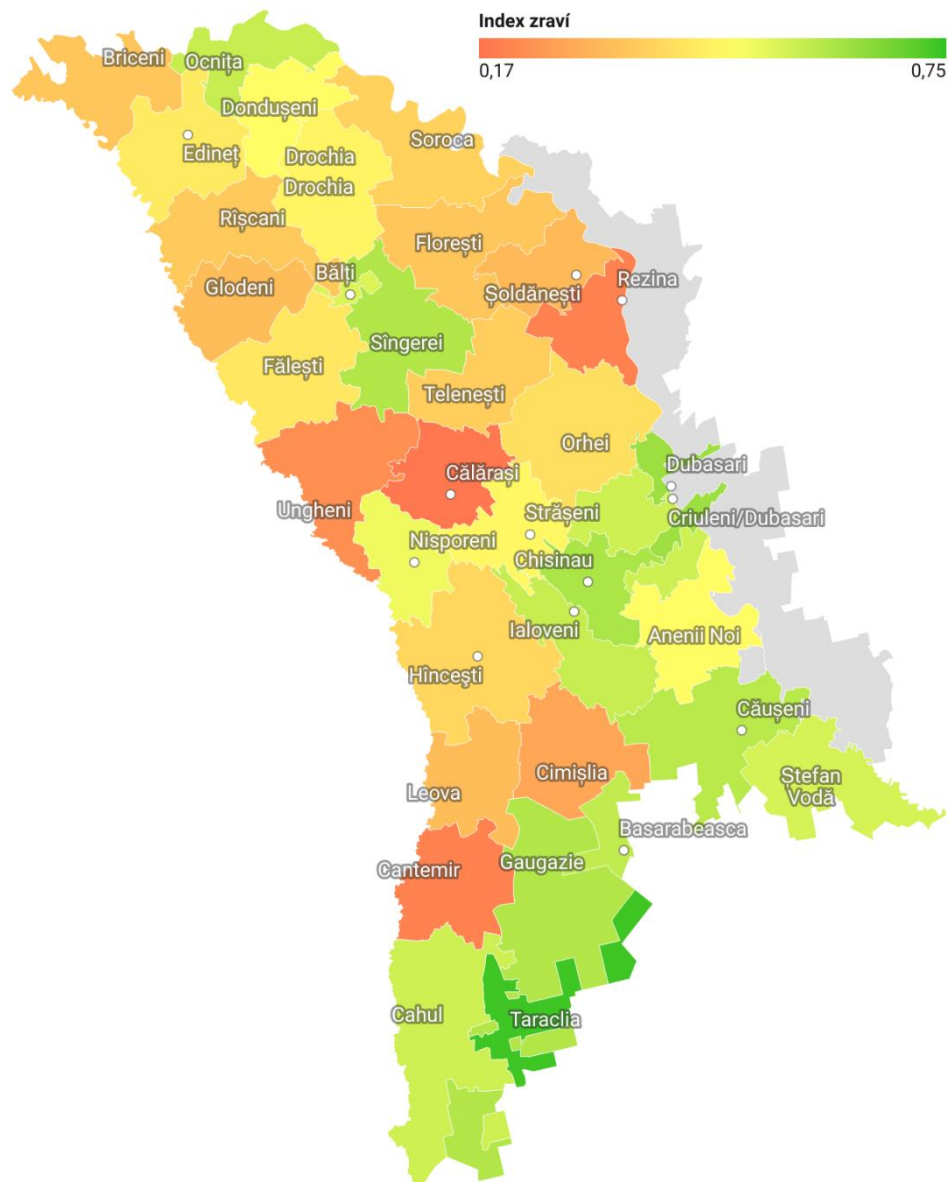 Index zraví
0,17 0,75
Briceni
Ocnița
Dondușeni
Soroca
Edineț
Drochia
Drochia
Rîșcani
Florești
Bălți
Rezina
Glodeni
Șoldănești
Sîngerei
Fălești
Telenești
Orhei
Dubasari
Călărași
Ungheni
Strășeni
Criuleni/Dubasari
Nisporeni
Chisinau
Ialoveni
Anenii Noi
Hîncești
Căușeni
Cimișlia
Ștefan
Vodă
Leova
Basarabeasca
Cantemir
Gaugazie
Cahul
Taraclia